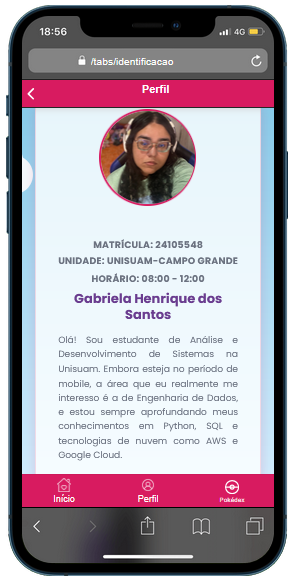 18:56
4G
/tabs/identificacao
Perfil
MATRÍCULA: 24105548
UNIDADE: UNISUAM-CAMPO GRANDE
HORÁRIO: 08:00 - 12:00
Gabriela Henrique dos
Santos
Olá! Sou estudante de Análise e
Desenvolvimento de Sistemas na
Unisuam. Embora esteja no período de
mobile, a área que eu realmente me
interesso é a de Engenharia de Dados,
e estou sempre aprofundando meus
conhecimentos em Python, SQL e
tecnologias de nuvem como AWS e
Google Cloud.
Início
Perfil
Pokédex